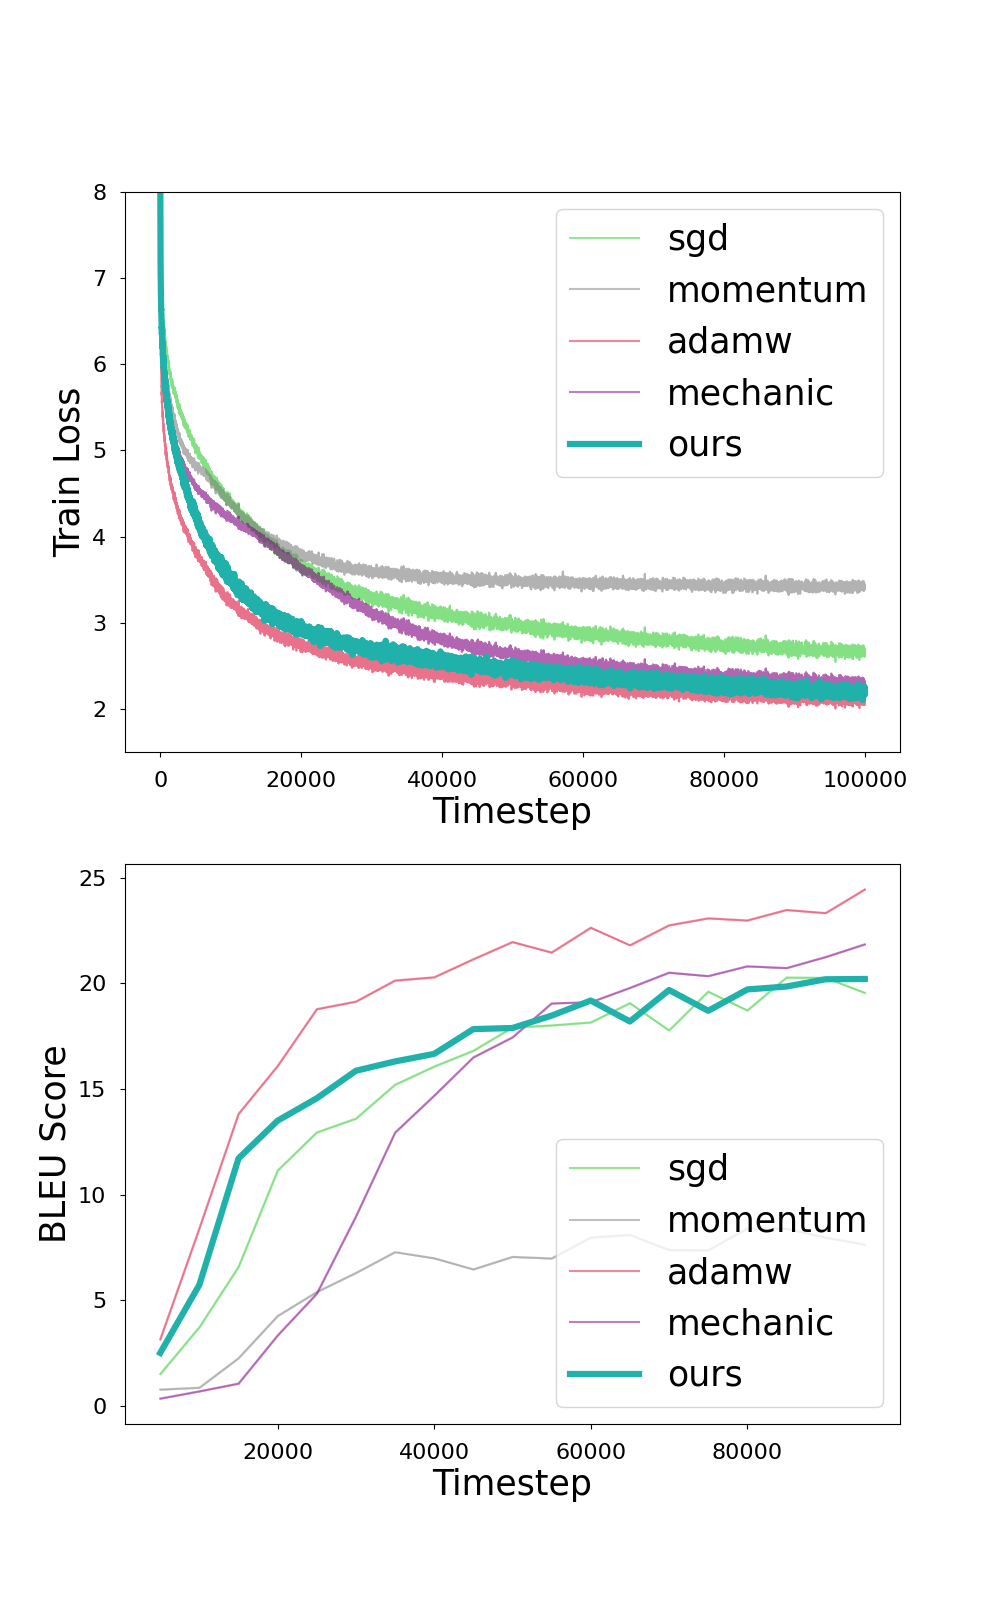 8
7
6
5
4
3
2
Train Loss
sgd
momentum
adamw
mechanic
ours
0 20000 40000 60000 80000 100000
Timestep
25
20
15
10
5
0
BLEU Score
sgd
momentum
adamw
mechanic
ours
20000 40000 60000 80000
Timestep